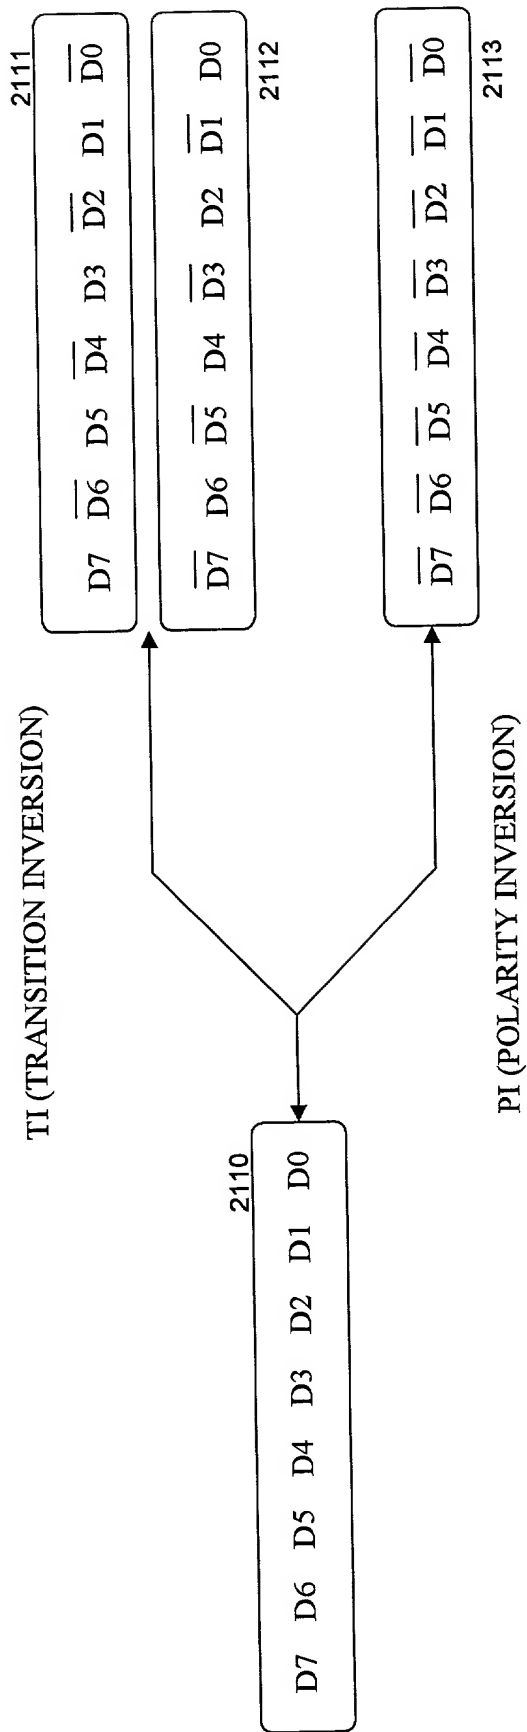 TI (TRANSITION INVERSION)
2111
D7 D̅6̅ D5 D̅4̅ D3 D̅2̅ D1 D̅0̅
D̅7̅ D6 D̅5̅ D4 D̅3̅ D2 D̅1̅ D0
2112
2110
D7 D6 D5 D4 D3 D2 D1 D0
D̅7̅ D̅6̅ D̅5̅ D̅4̅ D̅3̅ D̅2̅ D̅1̅ D̅0̅
2113
PI (POLARITY INVERSION)